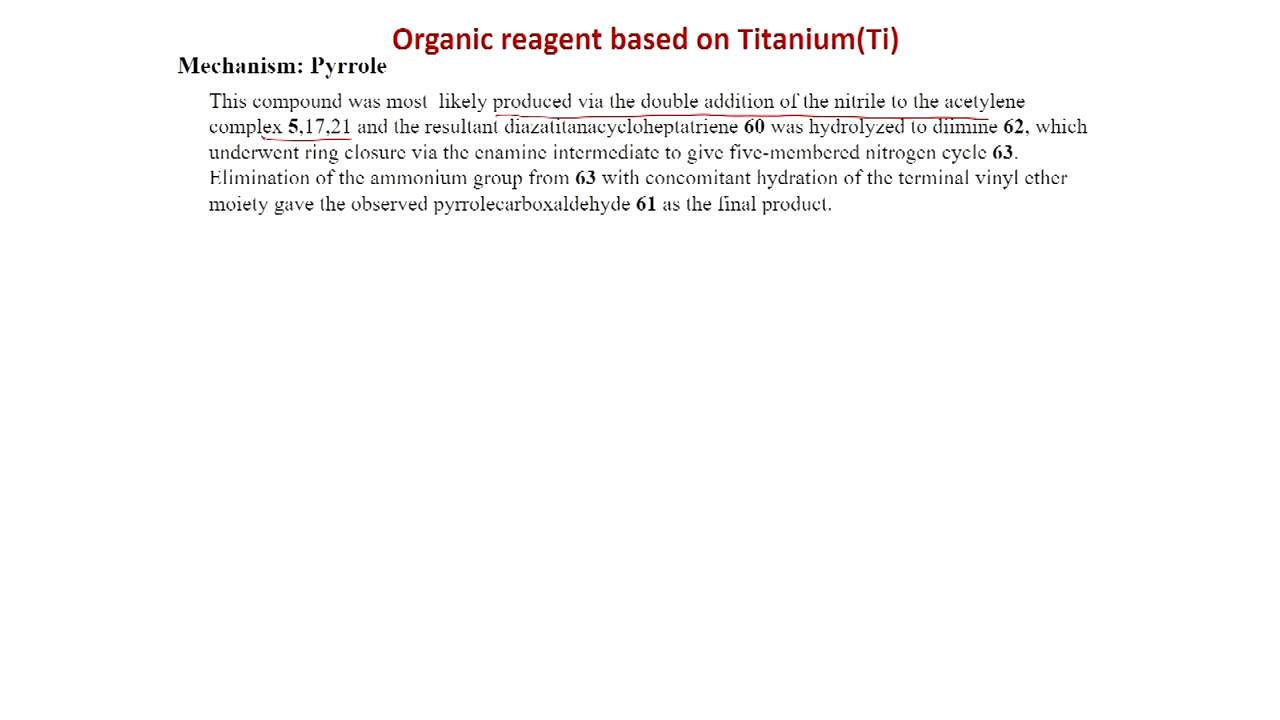 Organic reagent based on Titanium(Ti)
Mechanism: Pyrrole
This compound was most likely produced via the double addition of the nitrile to the acetylene
complex 5,17,21 and the resultant diazatitanacycloheptatriene 60 was hydrolyzed to diimine 62, which
underwent ring closure via the enamine intermediate to give five-membered nitrogen cycle 63.
Elimination of the ammonium group from 63 with concomitant hydration of the terminal vinyl ether
moiety gave the observed pyrrolecarboxaldehyde 61 as the final product.